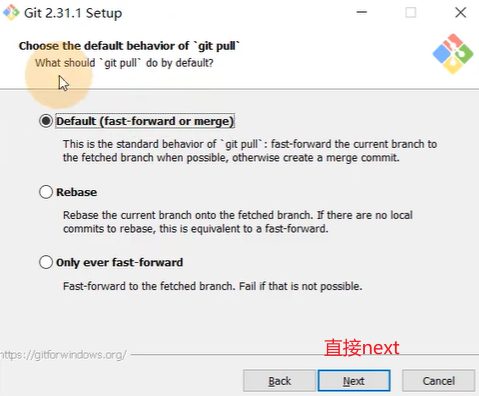 Git 2.31.1 Setup
Choose the default behavior of `git pull`
What should `git pull` do by default?
Default (fast-forward or merge)
This is the standard behavior of `git pull`: fast-forward the current branch to
the fetched branch when possible, otherwise create a merge commit.
Rebase
Rebase the current branch onto the fetched branch. If there are no local
commits to rebase, this is equivalent to a fast-forward.
Only ever fast-forward
Fast-forward to the fetched branch. Fail if that is not possible.
直接next
https://gitforwindows.org/
Back
Next
Cancel